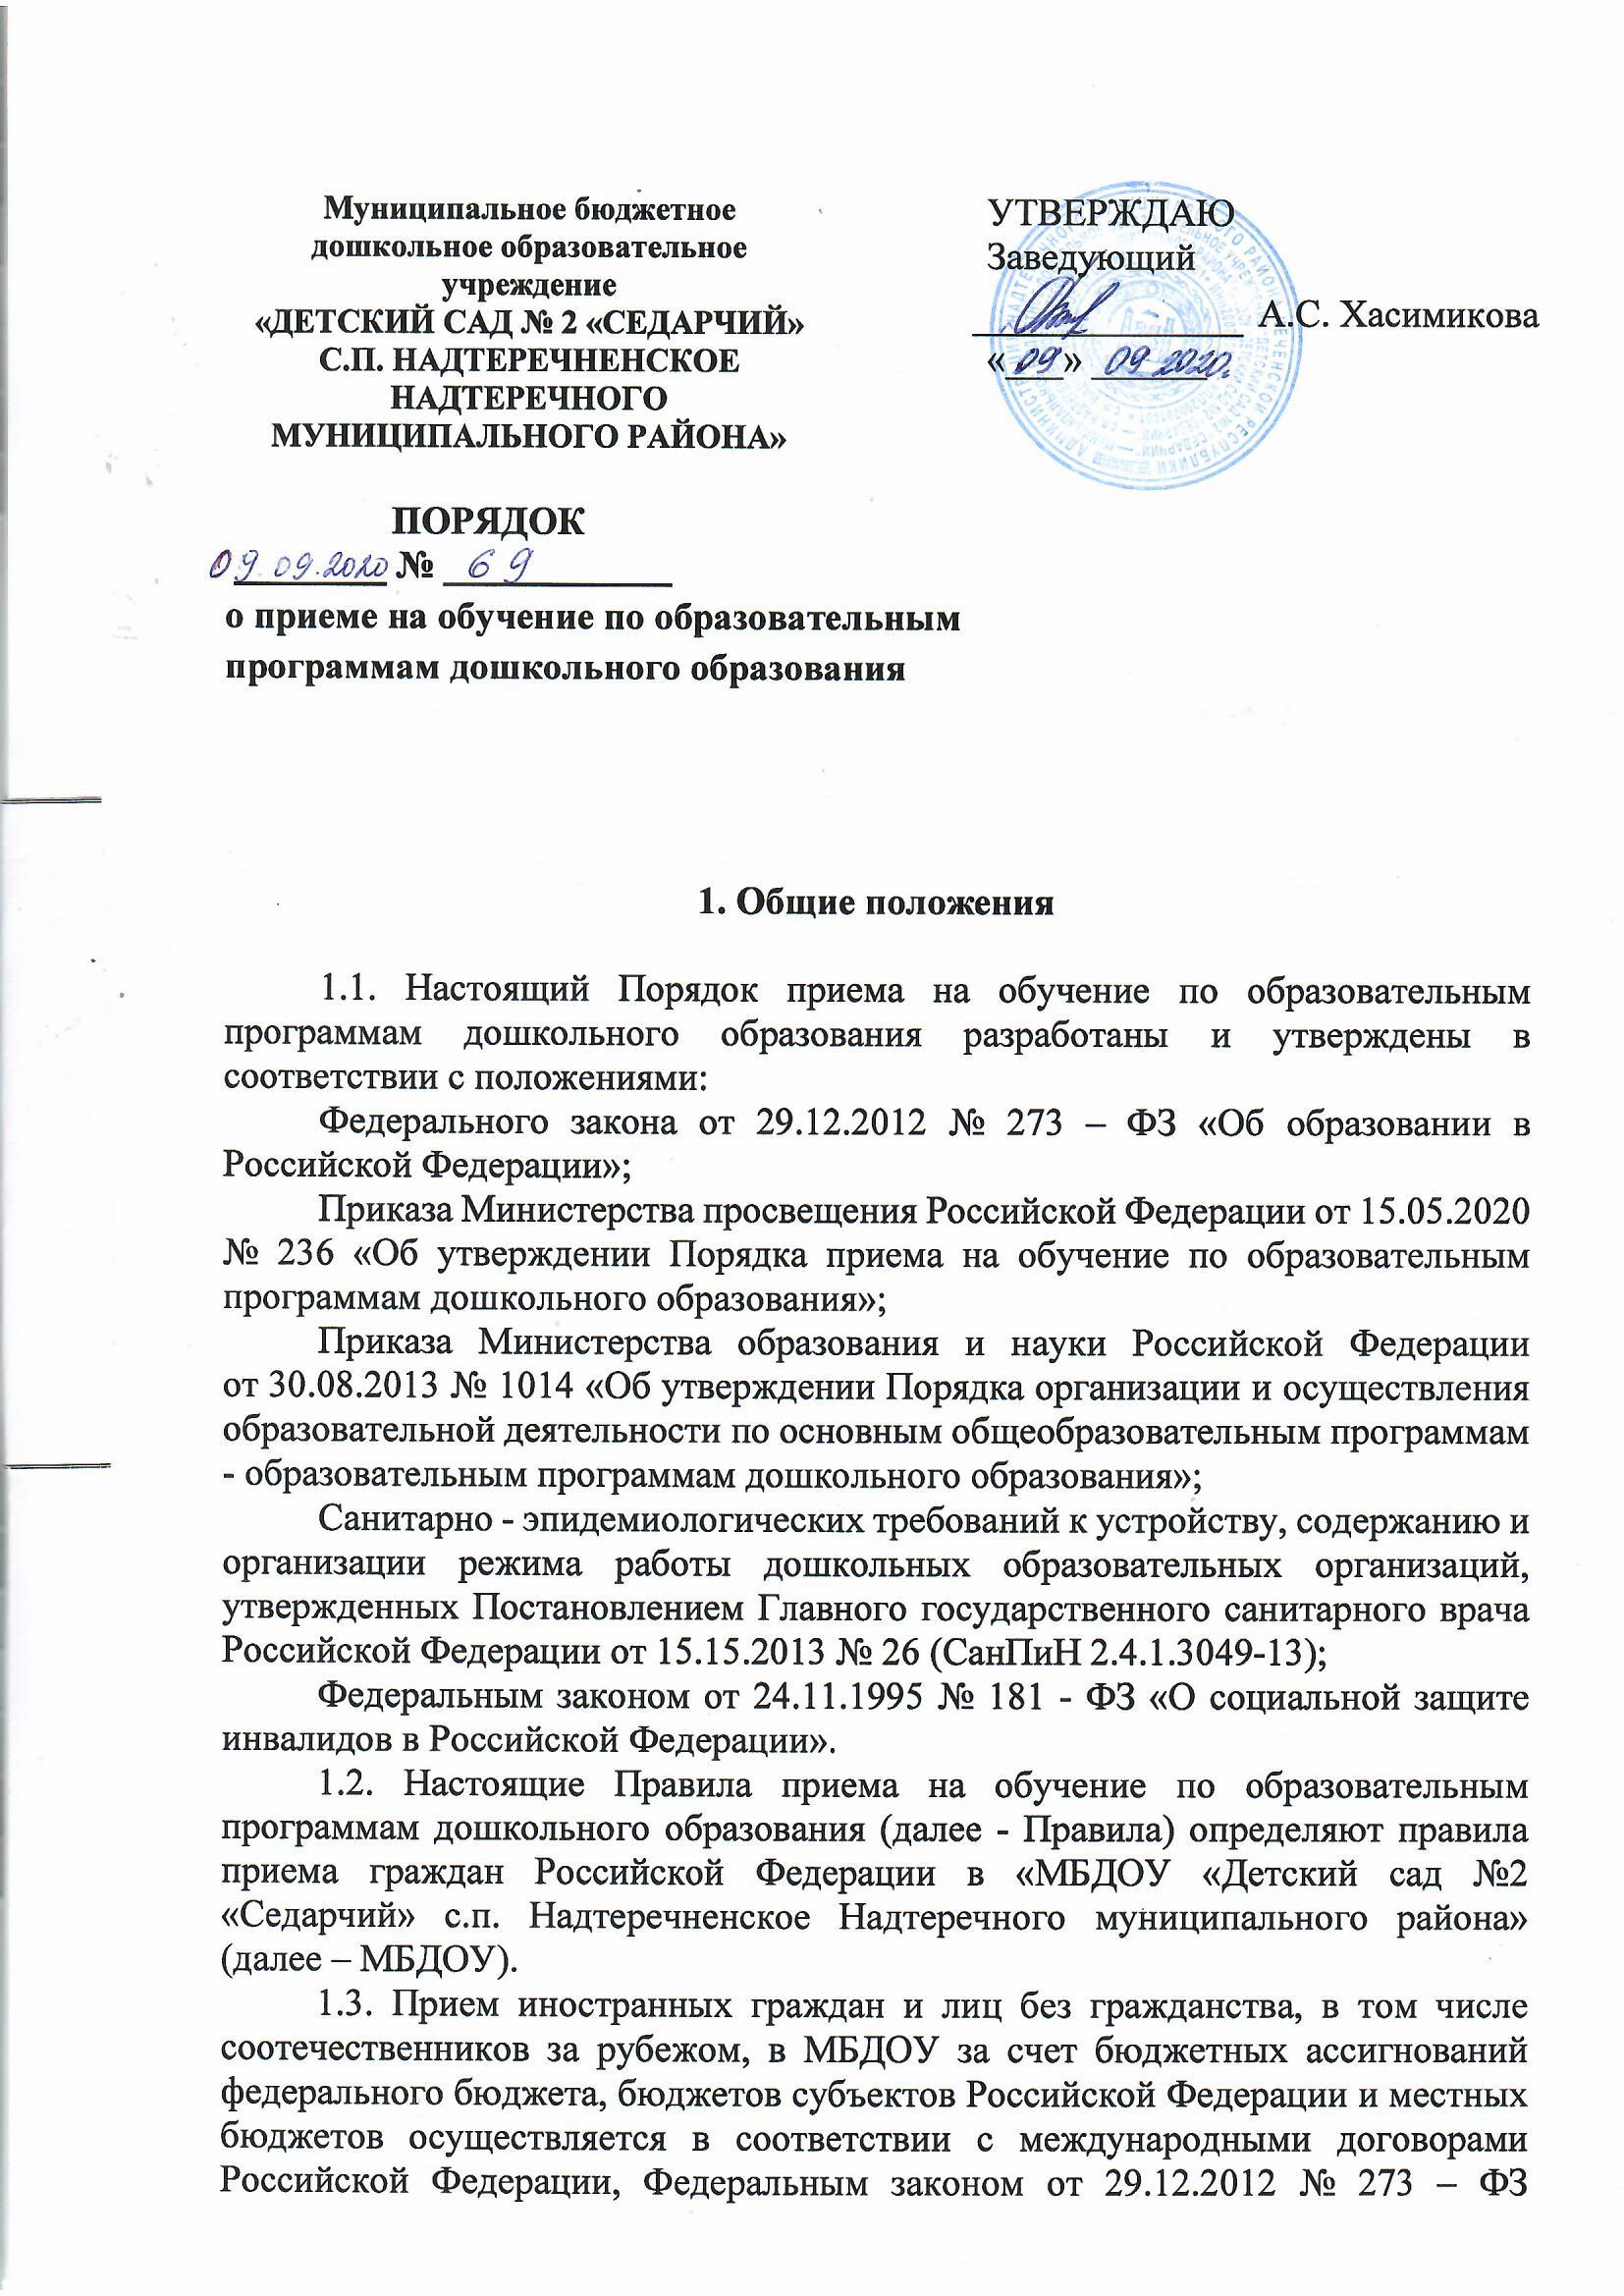 Муниципальное бюджетное
дошкольное образовательное
учреждение
«ДЕТСКИЙ САД № 2 «СЕДАРЧИЙ»
С.П. НАДТЕРЕЧНЕНСКОЕ
НАДТЕРЕЧНОГО
МУНИЦИПАЛЬНОГО РАЙОНА»
УТВЕРЖДАЮ
Заведующий
А.С. Хасимикова
«09» 09 2020г.
ПОРЯДОК
09.09.2020 № 69
о приеме на обучение по образовательным
программам дошкольного образования
1. Общие положения
1.1. Настоящий Порядок приема на обучение по образовательным
программам дошкольного образования разработаны и утверждены в
соответствии с положениями:
Федерального закона от 29.12.2012 № 273 – ФЗ «Об образовании в
Российской Федерации»;
Приказа Министерства просвещения Российской Федерации от 15.05.2020
№ 236 «Об утверждении Порядка приема на обучение по образовательным
программам дошкольного образования»;
Приказа Министерства образования и науки Российской Федерации
от 30.08.2013 № 1014 «Об утверждении Порядка организации и осуществления
образовательной деятельности по основным общеобразовательным программам
- образовательным программам дошкольного образования»;
Санитарно - эпидемиологических требований к устройству, содержанию и
организации режима работы дошкольных образовательных организаций,
утвержденных Постановлением Главного государственного санитарного врача
Российской Федерации от 15.15.2013 № 26 (СанПиН 2.4.1.3049-13);
Федеральным законом от 24.11.1995 № 181 - ФЗ «О социальной защите
инвалидов в Российской Федерации».
1.2. Настоящие Правила приема на обучение по образовательным
программам дошкольного образования (далее - Правила) определяют правила
приема граждан Российской Федерации в «МБДОУ «Детский сад №2
«Седарчий» с.п. Надтеречненское Надтеречного муниципального района»
(далее – МБДОУ).
1.3. Прием иностранных граждан и лиц без гражданства, в том числе
соотечественников за рубежом, в МБДОУ за счет бюджетных ассигнований
федерального бюджета, бюджетов субъектов Российской Федерации и местных
бюджетов осуществляется в соответствии с международными договорами
Российской Федерации, Федеральным законом от 29.12.2012 № 273 – ФЗ